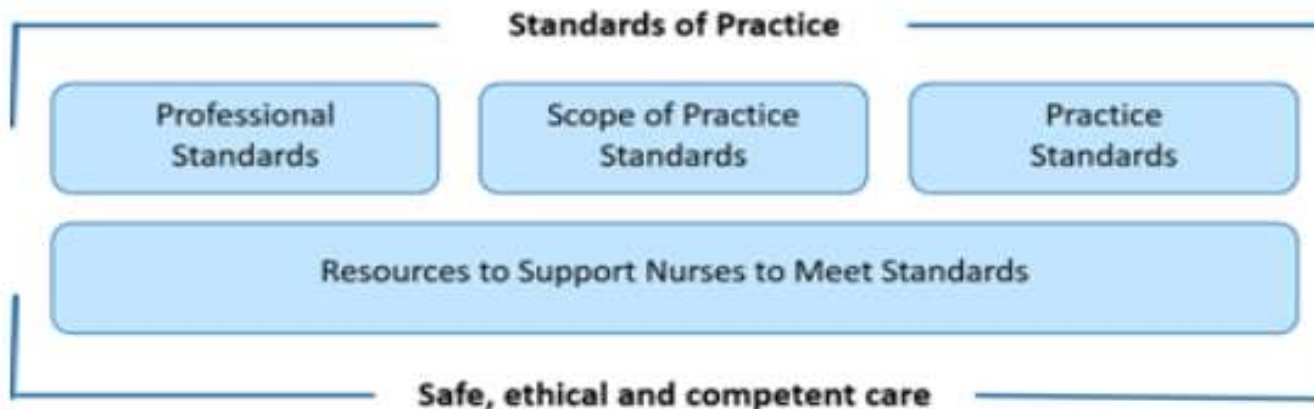 Standards of Practice
Professional
Standards
Scope of Practice
Standards
Practice
Standards
Resources to Support Nurses to Meet Standards
Safe, ethical and competent care